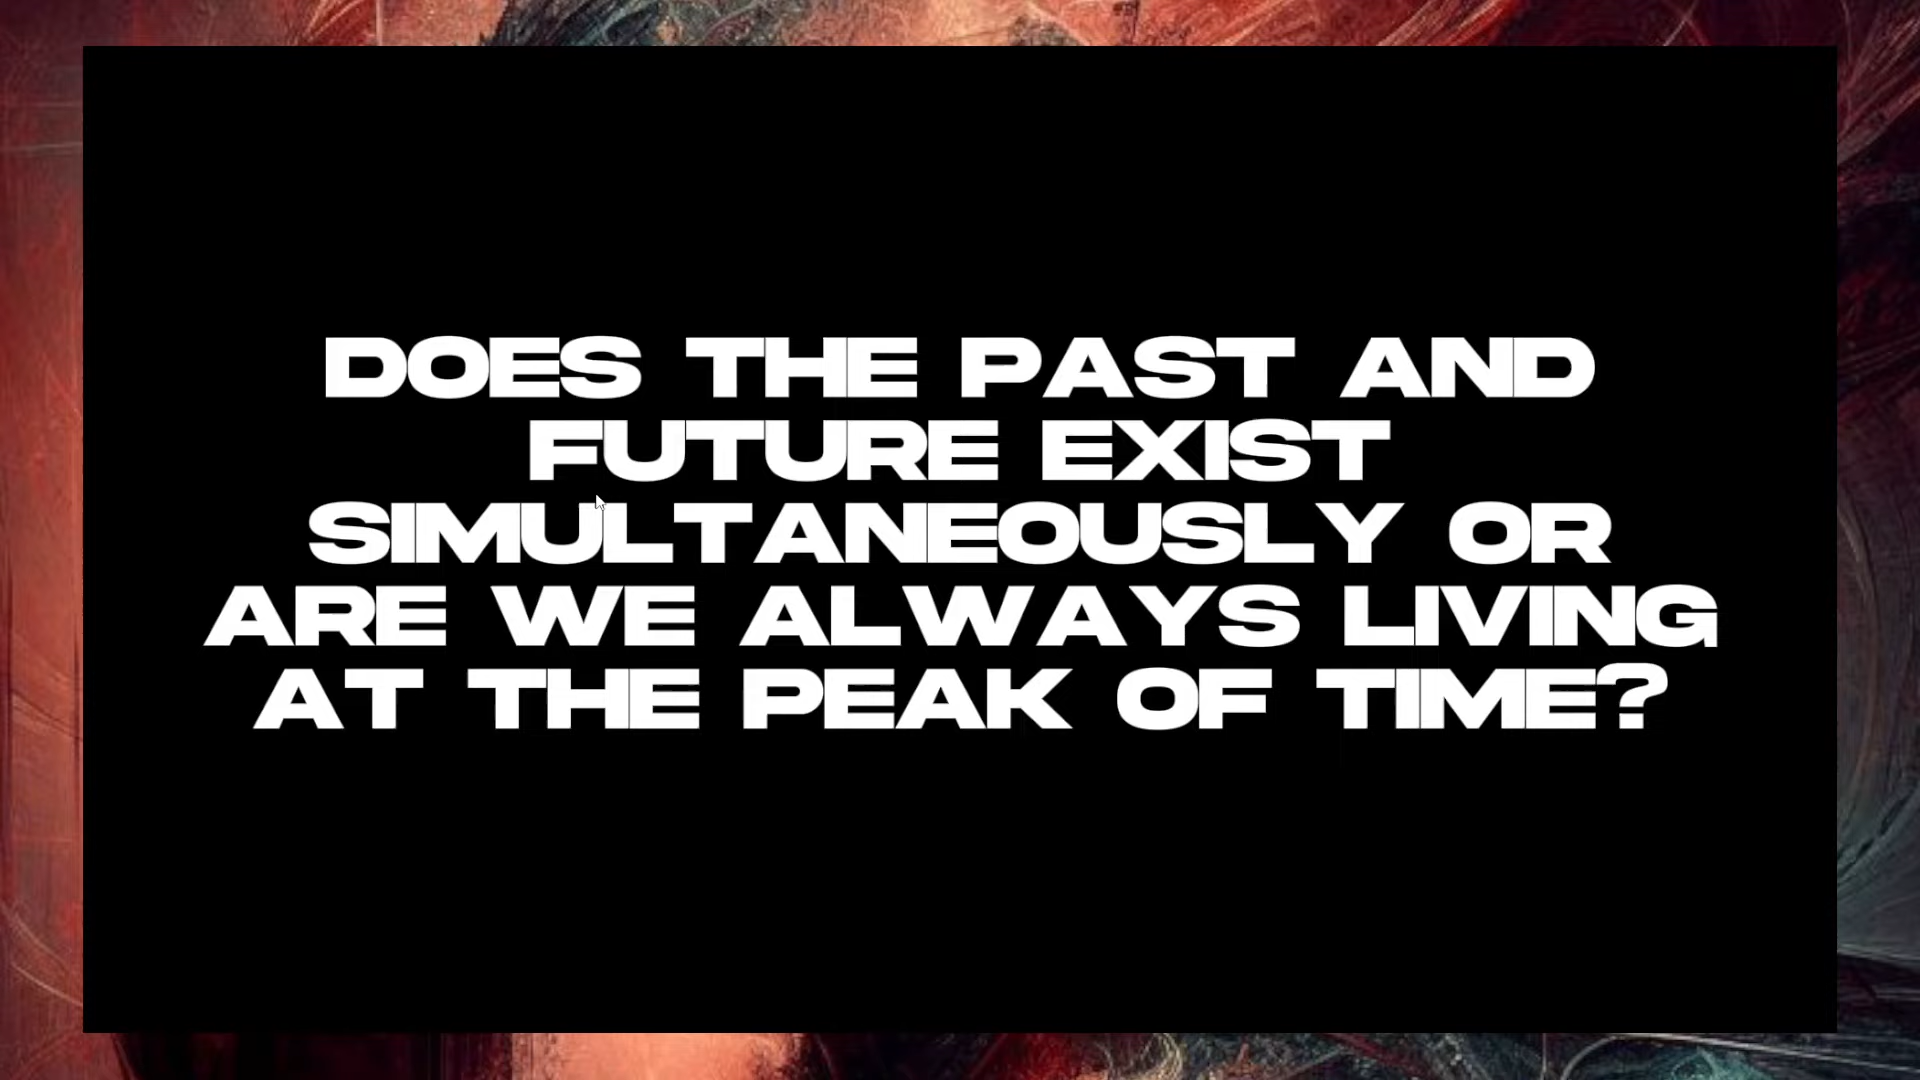 DOES THE PAST AND
FUTURE EXIST
SIMULTANEOUSLY OR
ARE WE ALWAYS LIVING
AT THE PEAK OF TIME?